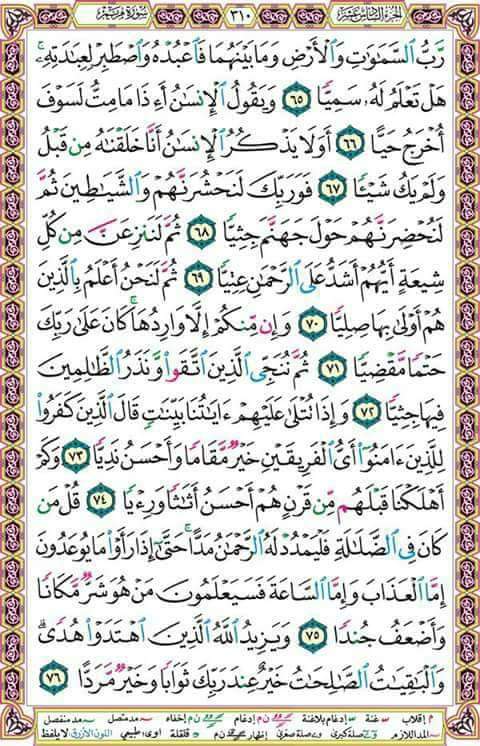 الجزء السادس عشر ٣١٠ سورة مريم
رَّبُّ ٱلسَّمَٰوَٰتِ وَٱلْأَرْضِ وَمَا بَيْنَهُمَا فَٱعْبُدْهُ وَٱصْطَبِرْ لِعِبَٰدَتِهِۦۚ
هَلْ تَعْلَمُ لَهُۥ سَمِيًّا ٦٥ وَيَقُولُ ٱلْإِنسَٰنُ أَءِذَا مَا مِتُّ لَسَوْفَ
أُخْرَجُ حَيًّا ٦٦ أَوَلَا يَذْكُرُ ٱلْإِنسَٰنُ أَنَّا خَلَقْنَٰهُ مِن قَبْلُ
وَلَمْ يَكُ شَيْـًٔا ٦٧ فَوَرَبِّكَ لَنَحْشُرَنَّهُمْ وَٱلشَّيَٰطِينَ ثُمَّ
لَنُحْضِرَنَّهُمْ حَوْلَ جَهَنَّمَ جِثِيًّا ٦٨ ثُمَّ لَنَنزِعَنَّ مِن كُلِّ
شِيعَةٍ أَيُّهُمْ أَشَدُّ عَلَى ٱلرَّحْمَٰنِ عِتِيًّا ٦٩ ثُمَّ لَنَحْنُ أَعْلَمُ بِٱلَّذِينَ
هُمْ أَوْلَىٰ بِهَا صِلِيًّا ٧٠ وَإِن مِّنكُمْ إِلَّا وَارِدُهَاۚ كَانَ عَلَىٰ رَبِّكَ
حَتْمًا مَّقْضِيًّا ٧١ ثُمَّ نُنَجِّى ٱلَّذِينَ ٱتَّقَوا۟ وَّنَذَرُ ٱلظَّٰلِمِينَ
فِيهَا جِثِيًّا ٧٢ وَإِذَا تُتْلَىٰ عَلَيْهِمْ ءَايَٰتُنَا بَيِّنَٰتٍ قَالَ ٱلَّذِينَ كَفَرُوا۟
لِلَّذِينَ ءَامَنُوٓا۟ أَىُّ ٱلْفَرِيقَيْنِ خَيْرٌ مَّقَامًا وَأَحْسَنُ نَدِيًّا ٧٣ وَكَمْ
أَهْلَكْنَا قَبْلَهُم مِّن قَرْنٍ هُمْ أَحْسَنُ أَثَٰثًا وَرِءْيًا ٧٤ قُلْ مَن
كَانَ فِى ٱلضَّلَٰلَةِ فَلْيَمْدُدْ لَهُ ٱلرَّحْمَٰنُ مَدًّاۚ حَتَّىٰٓ إِذَا رَأَوْا۟ مَا يُوعَدُونَ
إِمَّا ٱلْعَذَابَ وَإِمَّا ٱلسَّاعَةَ فَسَيَعْلَمُونَ مَنْ هُوَ شَرٌّ مَّكَانًا
وَأَضْعَفُ جُندًا ٧٥ وَيَزِيدُ ٱللَّهُ ٱلَّذِينَ ٱهْتَدَوْا۟ هُدًىۗ
وَٱلْبَٰقِيَٰتُ ٱلصَّٰلِحَٰتُ خَيْرٌ عِندَ رَبِّكَ ثَوَابًا وَخَيْرٌ مَّرَدًّا ٧٦
م إقلاب س غنة إدغام بلاغنة ن م إدغام ن م إخفاء مد متصل مد منفصل
المد اللازم صلة كبرى صلة صغرى إظهار ن م قلقلة ا و ى: طبيعي اللون الأزرق لا يلفظ